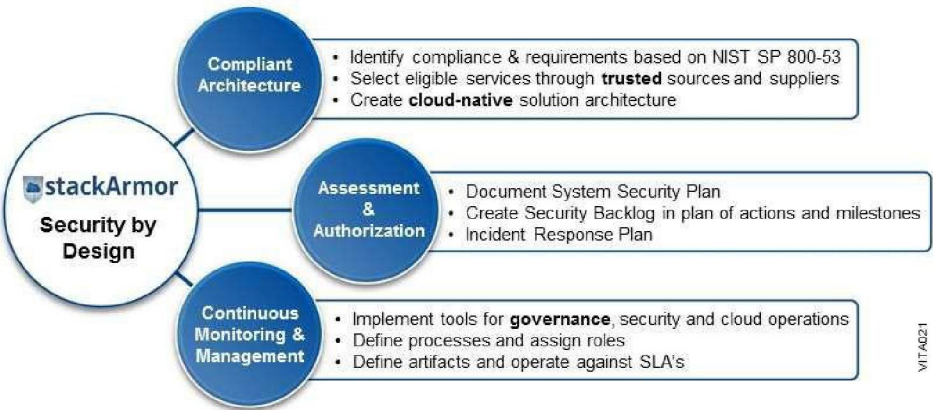 Compliant
Architecture
• Identify compliance & requirements based on NIST SP 800-53
• Select eligible services through trusted sources and suppliers
• Create cloud-native solution architecture
stackArmor
Security by
Design
Assessment
&
Authorization
• Document System Security Plan
• Create Security Backlog in plan of actions and milestones
• Incident Response Plan
Continuous
Monitoring &
Management
• Implement tools for governance, security and cloud operations
• Define processes and assign roles
• Define artifacts and operate against SLA's
VITA021